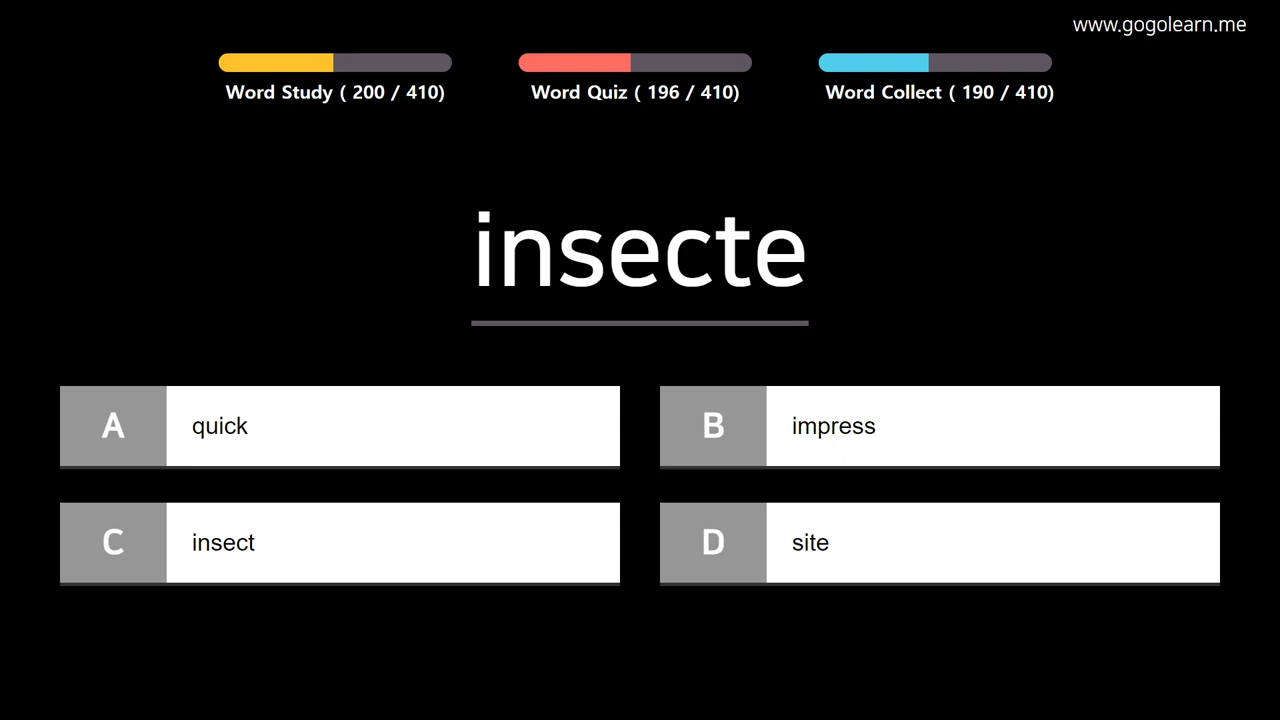 www.gogolearn.me
Word Study ( 200 / 410)
Word Quiz ( 196 / 410)
Word Collect ( 190 / 410)
insecte
A quick
B impress
C insect
D site